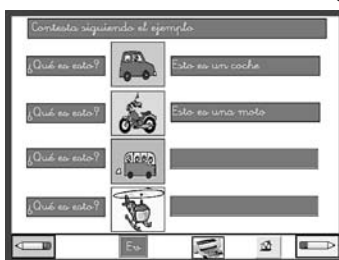 Contesta siguiendo el ejemplo
¿Qué es esto? Esto es un coche
¿Qué es esto? Esto es una moto
¿Qué es esto?
¿Qué es esto?